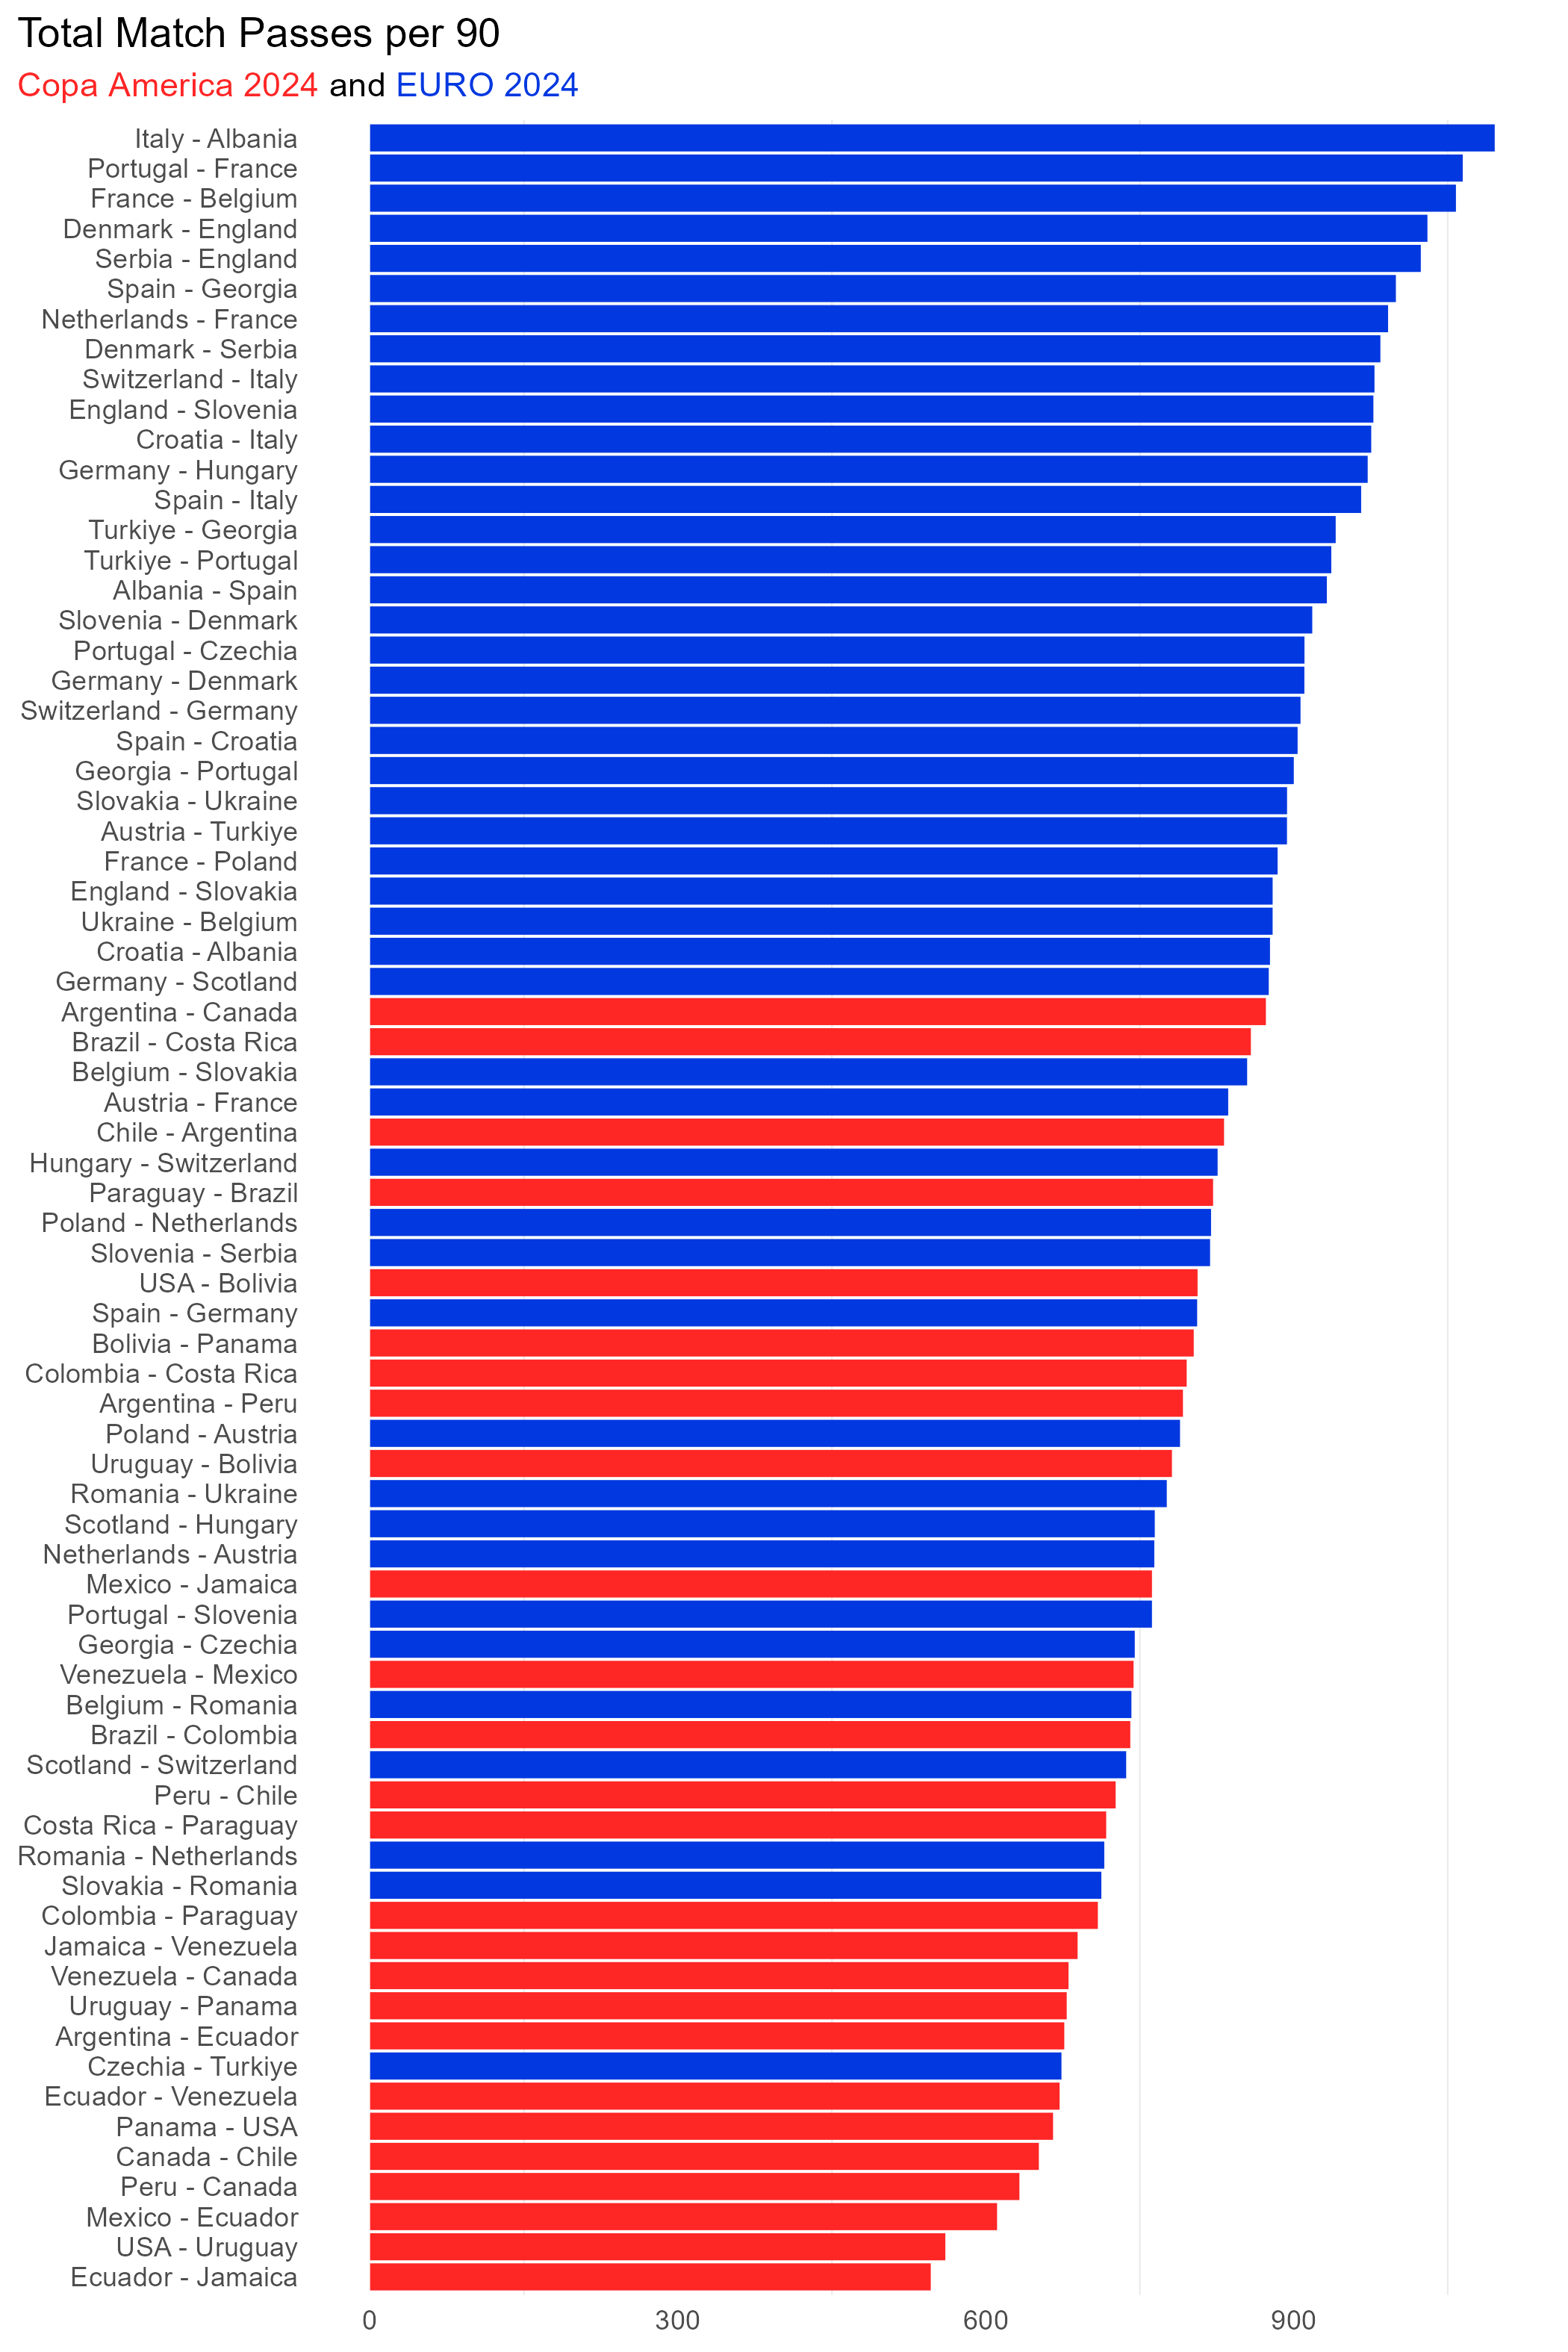 Total Match Passes per 90
Copa America 2024 and EURO 2024
Italy - Albania
Portugal - France
France - Belgium
Denmark - England
Serbia - England
Spain - Georgia
Netherlands - France
Denmark - Serbia
Switzerland - Italy
England - Slovenia
Croatia - Italy
Germany - Hungary
Spain - Italy
Turkiye - Georgia
Turkiye - Portugal
Albania - Spain
Slovenia - Denmark
Portugal - Czechia
Germany - Denmark
Switzerland - Germany
Spain - Croatia
Georgia - Portugal
Slovakia - Ukraine
Austria - Turkiye
France - Poland
England - Slovakia
Ukraine - Belgium
Croatia - Albania
Germany - Scotland
Argentina - Canada
Brazil - Costa Rica
Belgium - Slovakia
Austria - France
Chile - Argentina
Hungary - Switzerland
Paraguay - Brazil
Poland - Netherlands
Slovenia - Serbia
USA - Bolivia
Spain - Germany
Bolivia - Panama
Colombia - Costa Rica
Argentina - Peru
Poland - Austria
Uruguay - Bolivia
Romania - Ukraine
Scotland - Hungary
Netherlands - Austria
Mexico - Jamaica
Portugal - Slovenia
Georgia - Czechia
Venezuela - Mexico
Belgium - Romania
Brazil - Colombia
Scotland - Switzerland
Peru - Chile
Costa Rica - Paraguay
Romania - Netherlands
Slovakia - Romania
Colombia - Paraguay
Jamaica - Venezuela
Venezuela - Canada
Uruguay - Panama
Argentina - Ecuador
Czechia - Turkiye
Ecuador - Venezuela
Panama - USA
Canada - Chile
Peru - Canada
Mexico - Ecuador
USA - Uruguay
Ecuador - Jamaica
0 300 600 900